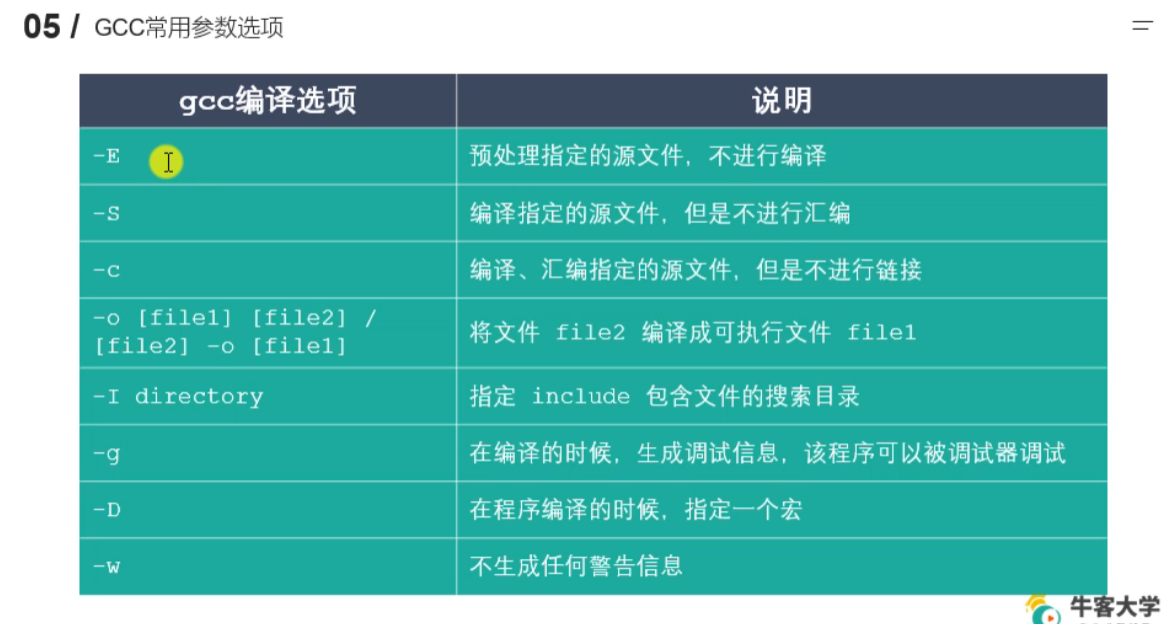 05 / GCC常用参数选项
gcc编译选项 说明
-E 预处理指定的源文件，不进行编译
-S 编译指定的源文件，但是不进行汇编
-c 编译、汇编指定的源文件，但是不进行链接
-o [file1] [file2] /
[file2] -o [file1]
将文件 file2 编译成可执行文件 file1
-I directory 指定 include 包含文件的搜索目录
-g 在编译的时候，生成调试信息，该程序可以被调试器调试
-D 在程序编译的时候，指定一个宏
-w 不生成任何警告信息
牛客大学